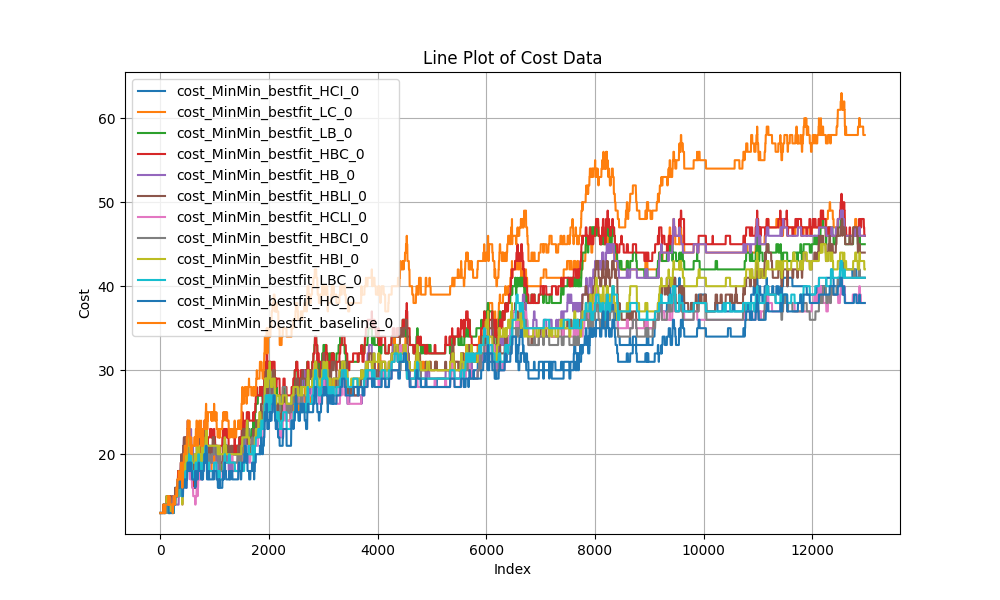 Line Plot of Cost Data
cost_MinMin_bestfit_HCI_0
cost_MinMin_bestfit_LC_0
cost_MinMin_bestfit_LB_0
cost_MinMin_bestfit_HBC_0
cost_MinMin_bestfit_HB_0
cost_MinMin_bestfit_HBLI_0
cost_MinMin_bestfit_HCLI_0
cost_MinMin_bestfit_HBCI_0
cost_MinMin_bestfit_HBI_0
cost_MinMin_bestfit_LBC_0
cost_MinMin_bestfit_HC_0
cost_MinMin_bestfit_baseline_0
60
50
40
30
20
Cost
0 2000 4000 6000 8000 10000 12000
Index